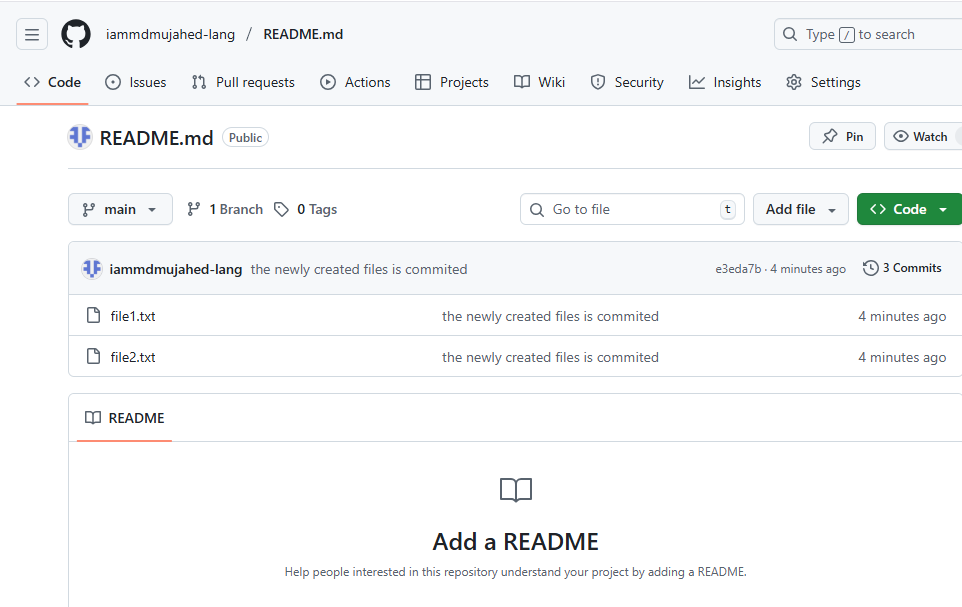 iammdmujahed-lang / README.md
Type / to search
Code Issues Pull requests Actions Projects Wiki Security Insights Settings
README.md Public
Pin Watch
main 1 Branch 0 Tags Go to file t Add file Code
iammdmujahed-lang the newly created files is commited e3eda7b · 4 minutes ago 3 Commits
file1.txt the newly created files is commited 4 minutes ago
file2.txt the newly created files is commited 4 minutes ago
README
Add a README
Help people interested in this repository understand your project by adding a README.